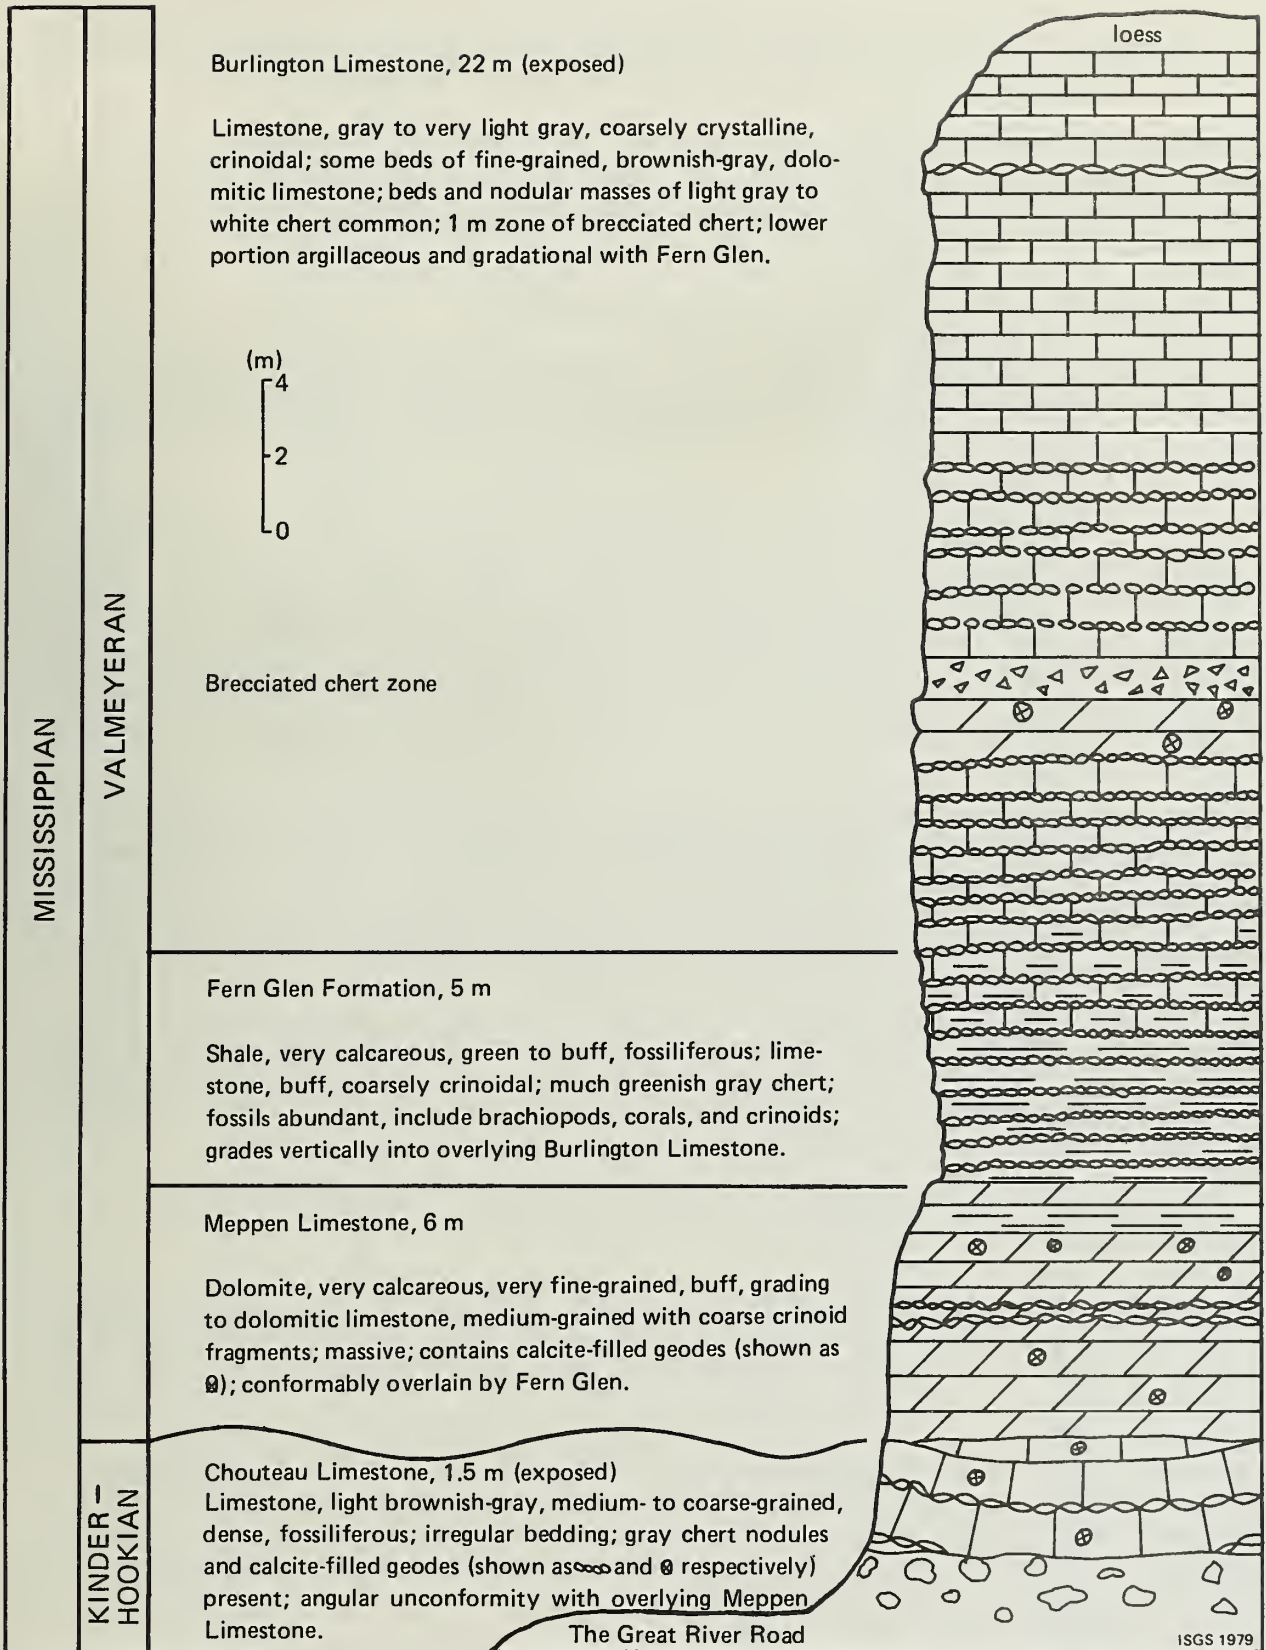 loess
Burlington Limestone, 22 m (exposed)
Limestone, gray to very light gray, coarsely crystalline,
crinoidal; some beds of fine-grained, brownish-gray, dolo-
mitic limestone; beds and nodular masses of light gray to
white chert common; 1 m zone of brecciated chert; lower
portion argillaceous and gradational with Fern Glen.
(m)
4
2
0
MISSISSIPPIAN
VALMEYERAN
Brecciated chert zone
Fern Glen Formation, 5 m
Shale, very calcareous, green to buff, fossiliferous; lime-
stone, buff, coarsely crinoidal; much greenish gray chert;
fossils abundant, include brachiopods, corals, and crinoids;
grades vertically into overlying Burlington Limestone.
Meppen Limestone, 6 m
Dolomite, very calcareous, very fine-grained, buff, grading
to dolomitic limestone, medium-grained with coarse crinoid
fragments; massive; contains calcite-filled geodes (shown as
); conformably overlain by Fern Glen.
KINDER –
HOOKIAN
Chouteau Limestone, 1.5 m (exposed)
Limestone, light brownish-gray, medium- to coarse-grained,
dense, fossiliferous; irregular bedding; gray chert nodules
and calcite-filled geodes (shown as and respectively)
present; angular unconformity with overlying Meppen
Limestone.
The Great River Road
ISGS 1979